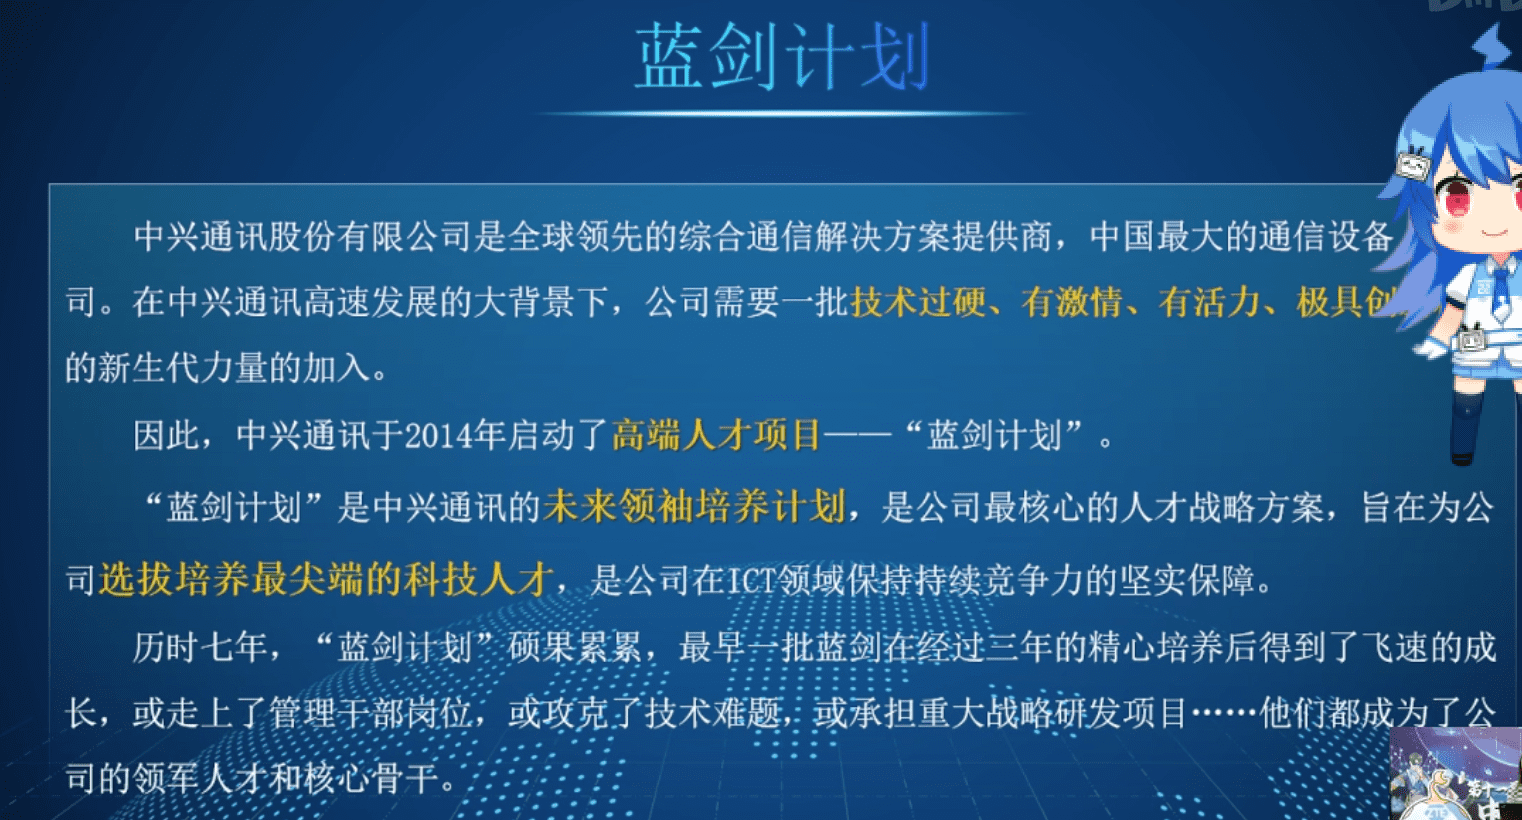 蓝剑计划
中兴通讯股份有限公司是全球领先的综合通信解决方案提供商，中国最大的通信设备
司。在中兴通讯高速发展的大背景下，公司需要一批技术过硬、有激情、有活力、极具创
的新生代力量的加入。
因此，中兴通讯于2014年启动了高端人才项目——“蓝剑计划”。
“蓝剑计划”是中兴通讯的未来领袖培养计划，是公司最核心的人才战略方案，旨在为公
司选拔培养最尖端的科技人才，是公司在ICT领域保持持续竞争力的坚实保障。
历时七年，“蓝剑计划”硕果累累，最早一批蓝剑在经过三年的精心培养后得到了飞速的成
长，或走上了管理干部岗位，或攻克了技术难题，或承担重大战略研发项目……他们都成为了公
司的领军人才和核心骨干。
第十一
中